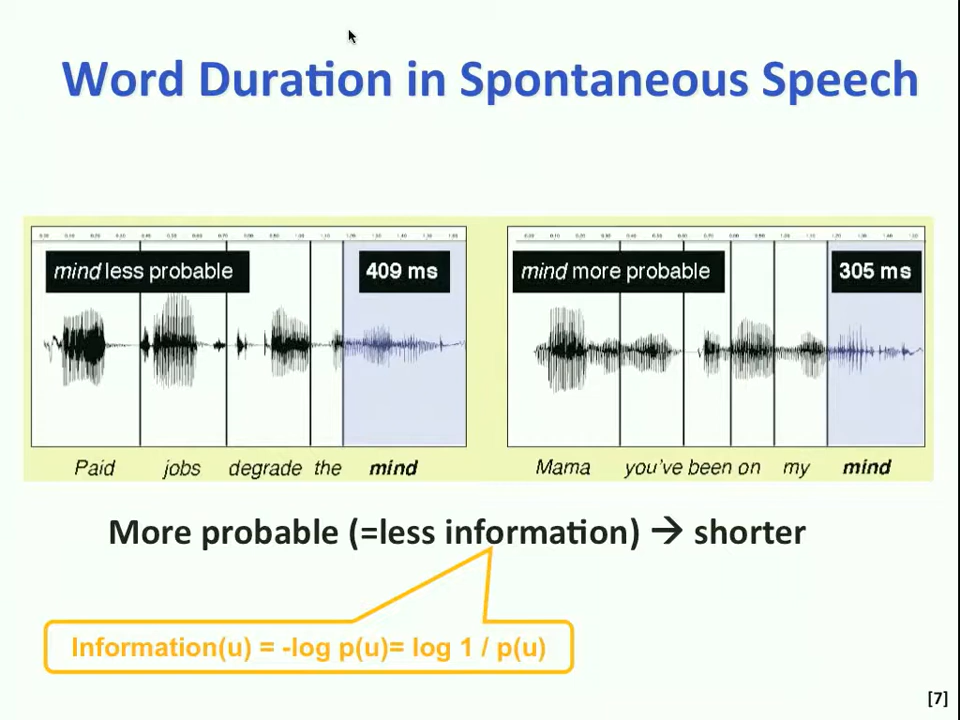 Word Duration in Spontaneous Speech
mind less probable
409 ms
Paid jobs degrade the mind
mind more probable
305 ms
Mama you've been on my mind
More probable (=less information) → shorter
Information(u) = -log p(u)= log 1 / p(u)
[7]